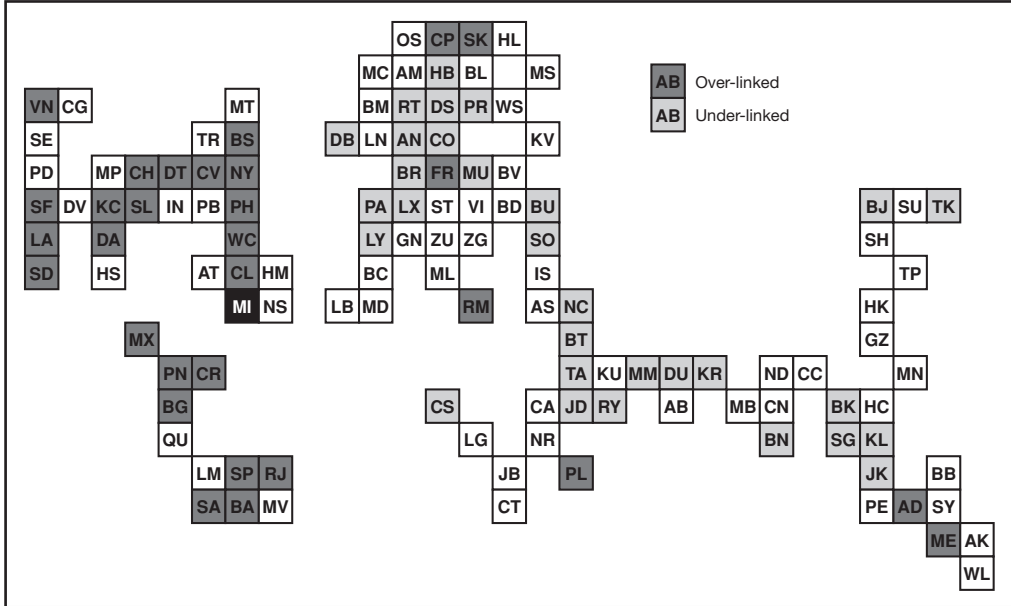 OS CP SK HL
MC AM HB BL MS
AB Over-linked
VN CG MT BM RT DS PR WS
AB Under-linked
SE TR BS DB LN AN CO KV
PD MP CH DT CV NY BR FR MU BV
SF DV KC SL IN PB PH PA LX ST VI BD BU BJ SU TK
LA DA WC LY GN ZU ZG SO SH
SD HS AT CL HM BC ML IS TP
MI NS LB MD RM AS NC HK
MX BT GZ
PN CR TA KU MM DU KR ND CC MN
BG CS CA JD RY AB MB CN BK HC
QU LG NR BN SG KL
LM SP RJ JB PL JK BB
SA BA MV CT PE AD SY
ME AK
WL